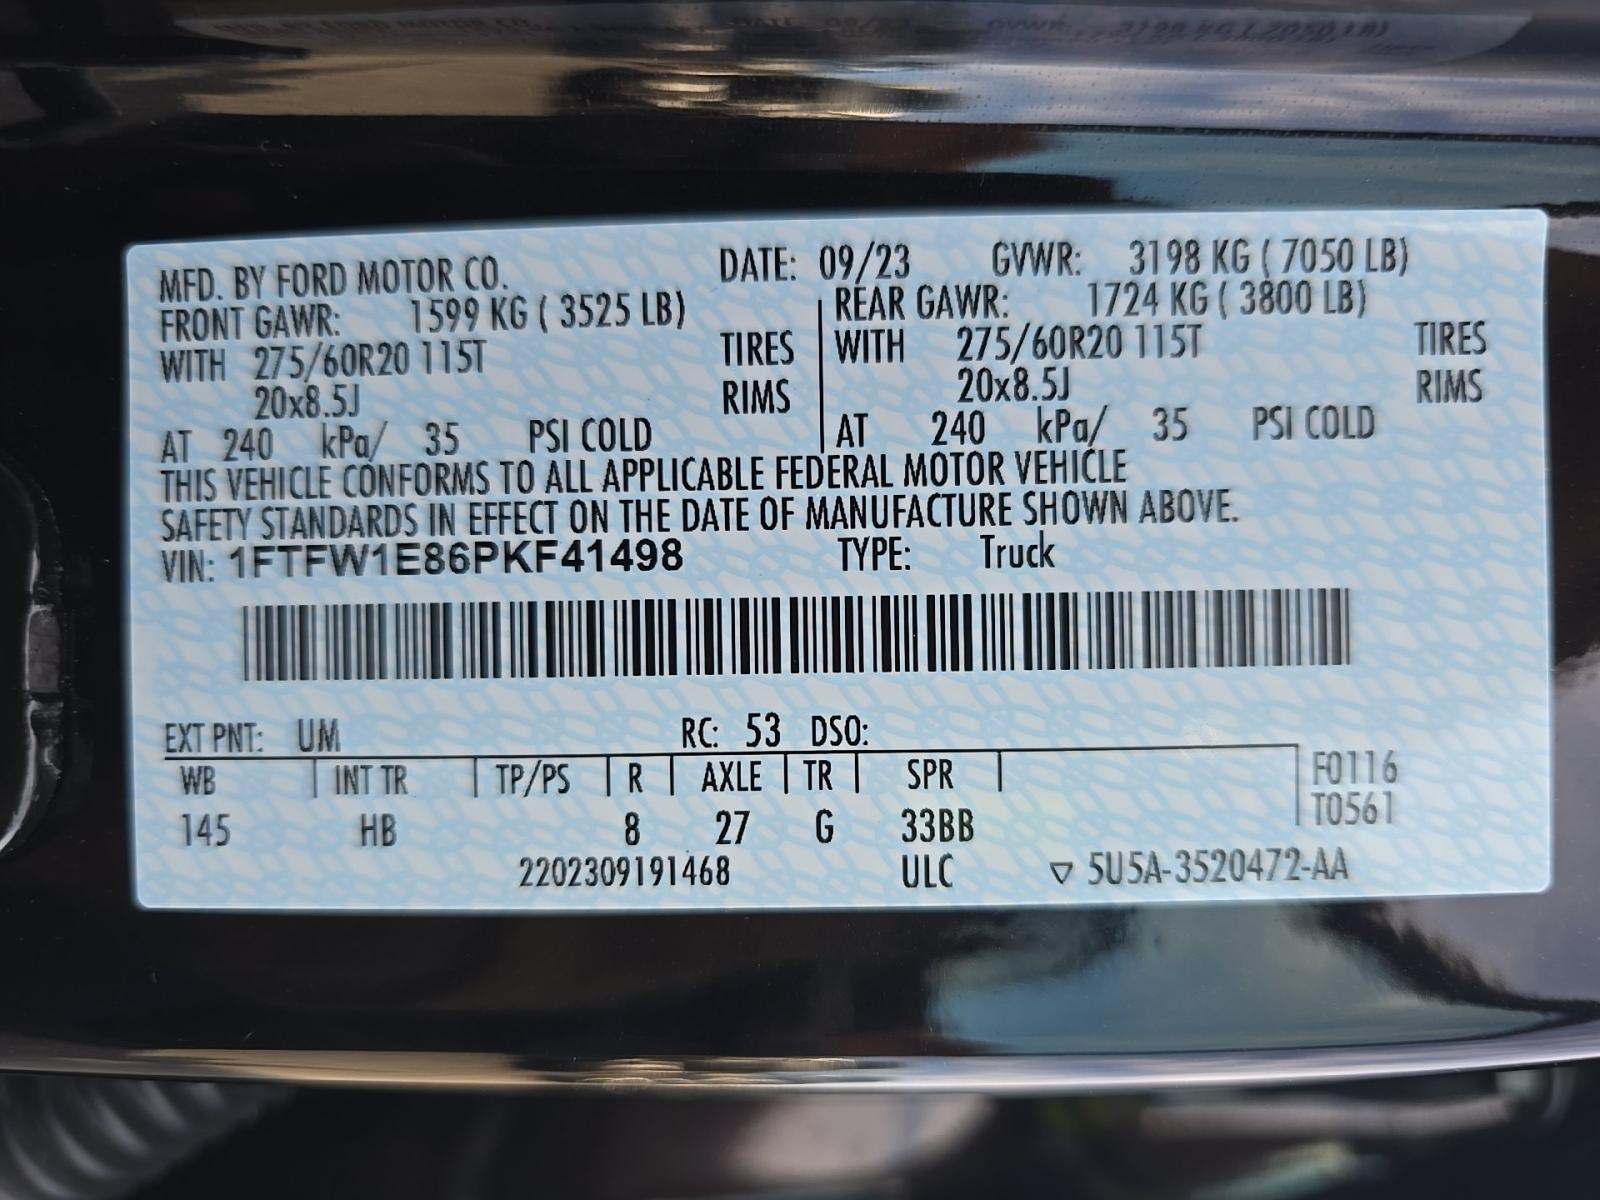 MFD. BY FORD MOTOR CO. DATE: 09/23 GVWR: 3198 KG ( 7050 LB)
FRONT GAWR: 1599 KG ( 3525 LB) REAR GAWR: 1724 KG ( 3800 LB)
WITH 275/60R20 115T TIRES WITH 275/60R20 115T TIRES
20x8.5J RIMS 20x8.5J RIMS
AT 240 kPa/ 35 PSI COLD AT 240 kPa/ 35 PSI COLD
THIS VEHICLE CONFORMS TO ALL APPLICABLE FEDERAL MOTOR VEHICLE
SAFETY STANDARDS IN EFFECT ON THE DATE OF MANUFACTURE SHOWN ABOVE.
VIN: 1FTFW1E86PKF41498 TYPE: Truck
EXT PNT: UM RC: 53 DSO:
WB INT TR TP/PS R AXLE TR SPR F0116
T0561
145 HB 8 27 G 33BB
2202309191468 ULC ▽ 5U5A-3520472-AA